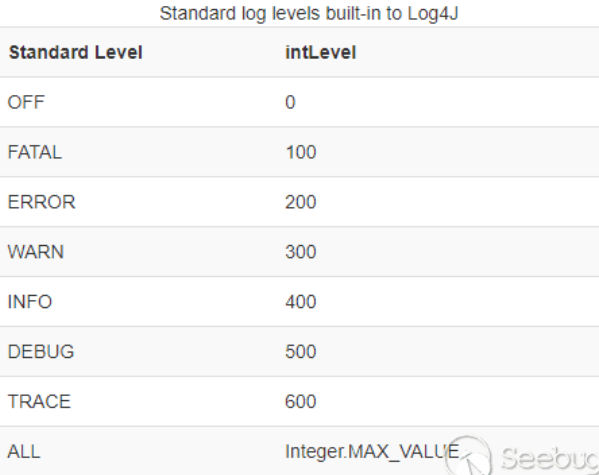 Standard log levels built-in to Log4J
Standard Level intLevel
OFF 0
FATAL 100
ERROR 200
WARN 300
INFO 400
DEBUG 500
TRACE 600
ALL Integer.MAX_VALUE
Seebug